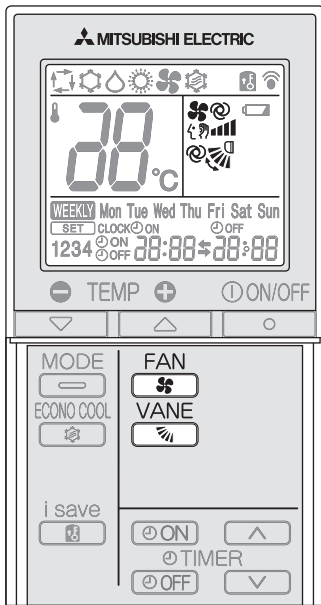 MITSUBISHI ELECTRIC
88°C
WEEKLY Mon Tue Wed Thu Fri Sat Sun
SET CLOCK ON OFF
1234 ON OFF 88:88 88:88
TEMP ON/OFF
MODE FAN
ECONO COOL VANE
i save
ON
TIMER
OFF